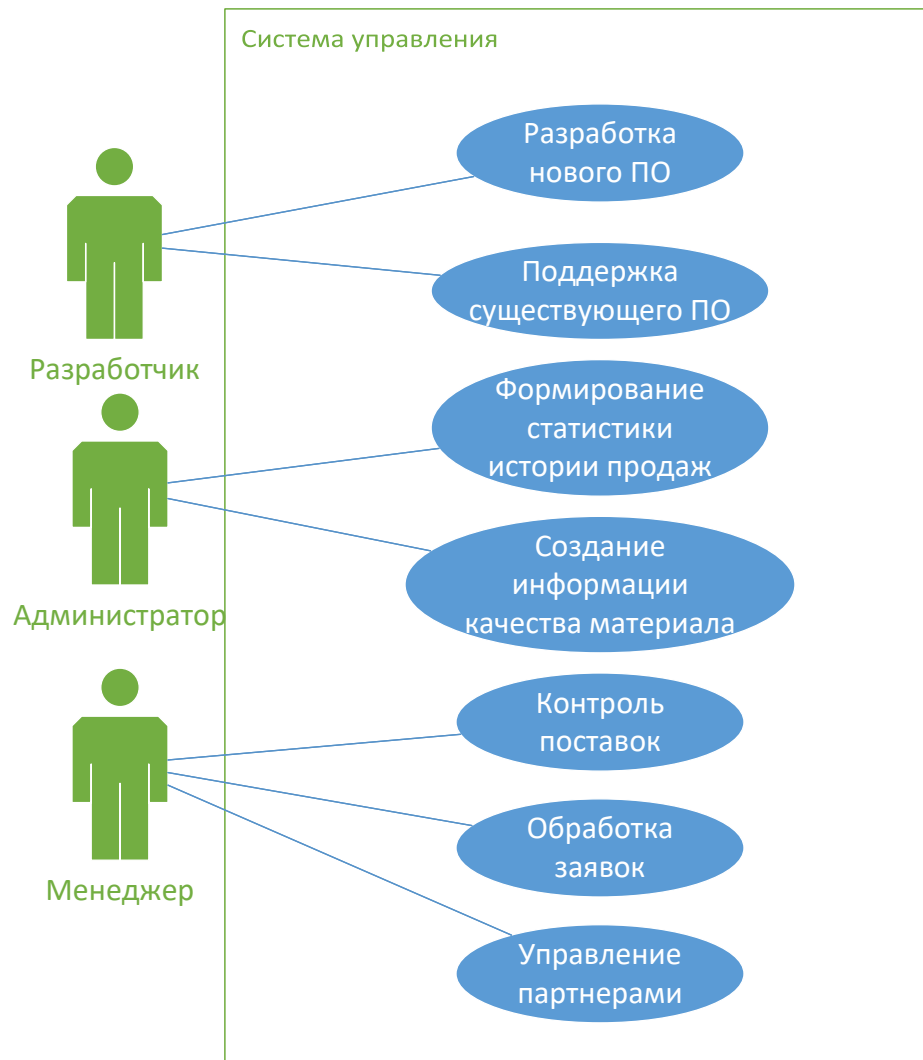 Система управления
Разработка
нового ПО
Поддержка
существующего ПО
Разработчик
Формирование
статистики
истории продаж
Создание
информации
качества материала
Администратор
Контроль
поставок
Обработка
заявок
Менеджер
Управление
партнерами